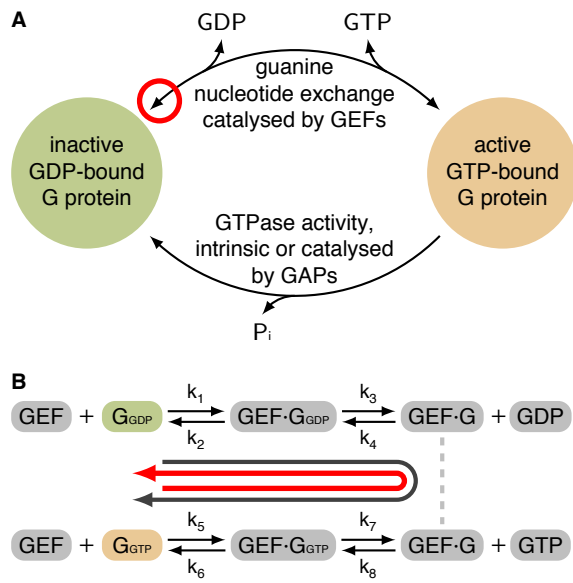 A
GDP
GTP
guanine
nucleotide exchange
catalysed by GEFs
inactive
GDP-bound
G protein
active
GTP-bound
G protein
GTPase activity,
intrinsic or catalysed
by GAPs
Pi
B
GEF + GGDP k1 k2 GEF·GGDP k3 k4 GEF·G + GDP
GEF + GGTP k5 k6 GEF·GGTP k7 k8 GEF·G + GTP